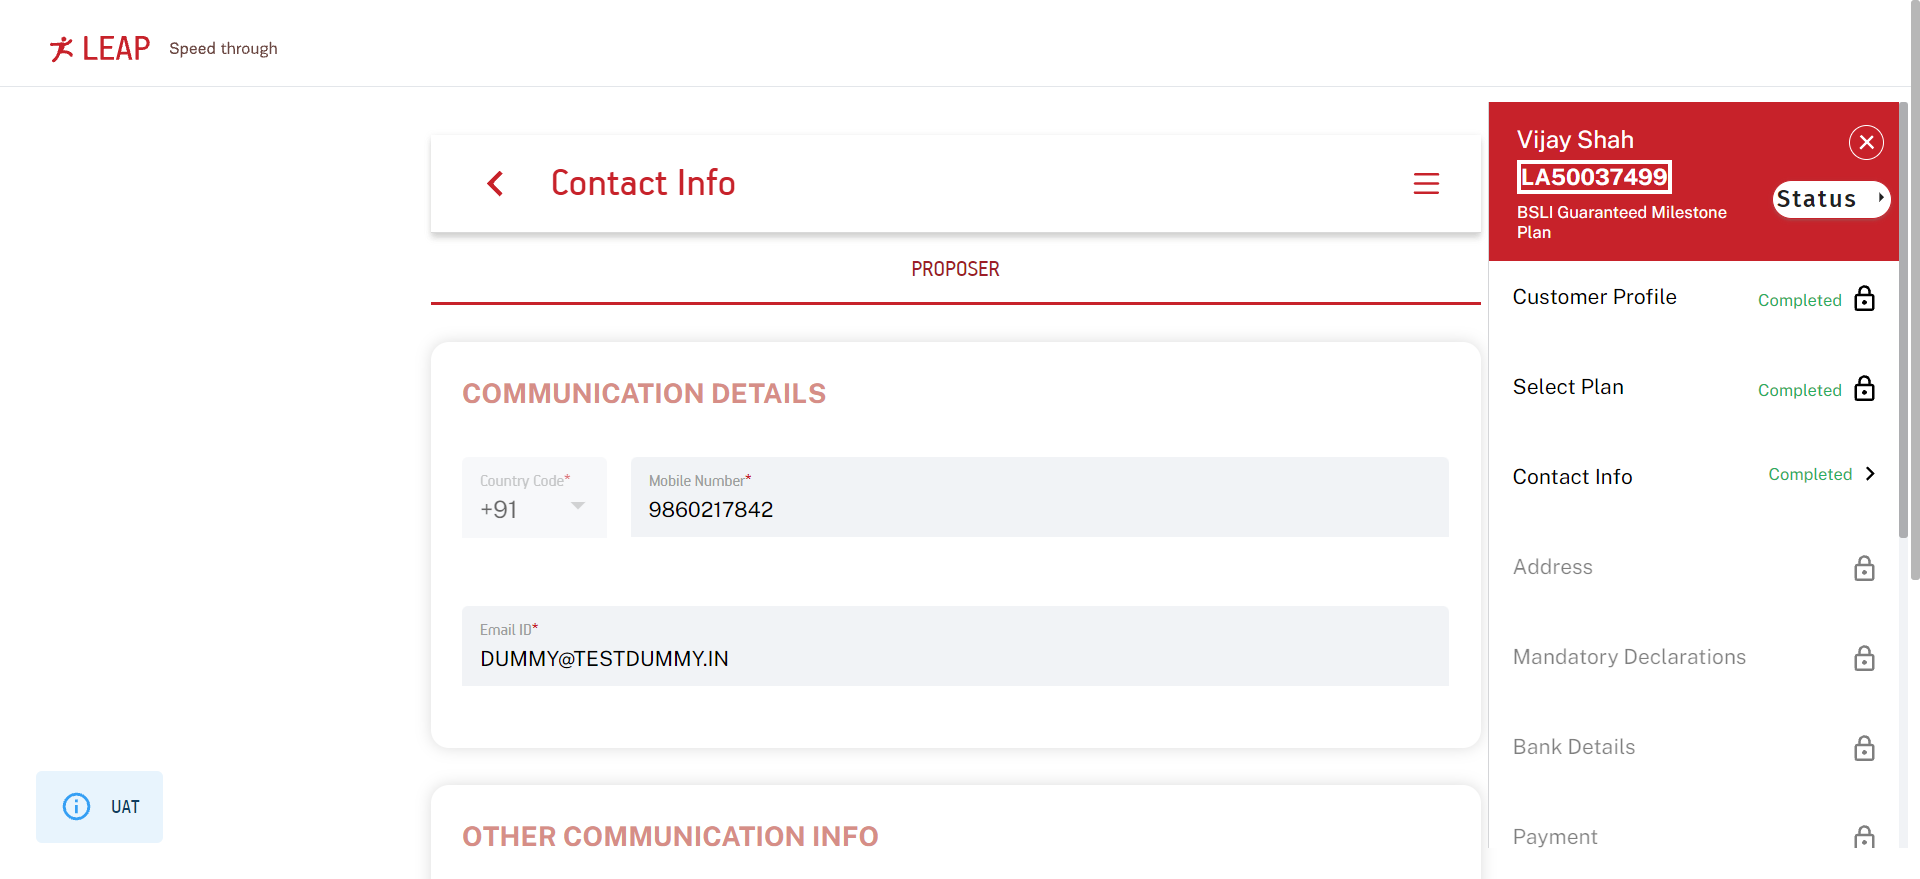 LEAP Speed through
Contact Info
PROPOSER
COMMUNICATION DETAILS
Country Code*
+91
Mobile Number*
9860217842
Email ID*
DUMMY@TESTDUMMY.IN
OTHER COMMUNICATION INFO
UAT
Vijay Shah
LA50037499
BSLI Guaranteed Milestone
Plan
Status
Customer Profile Completed
Select Plan Completed
Contact Info Completed
Address
Mandatory Declarations
Bank Details
Payment